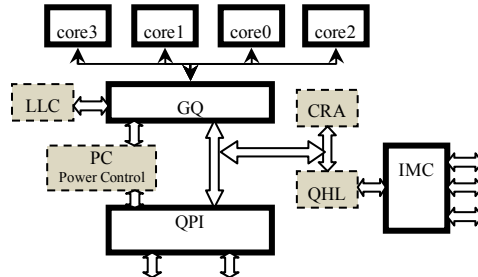 core3
core1
core0
core2
LLC
GQ
CRA
PC
Power Control
QHL
IMC
QPI